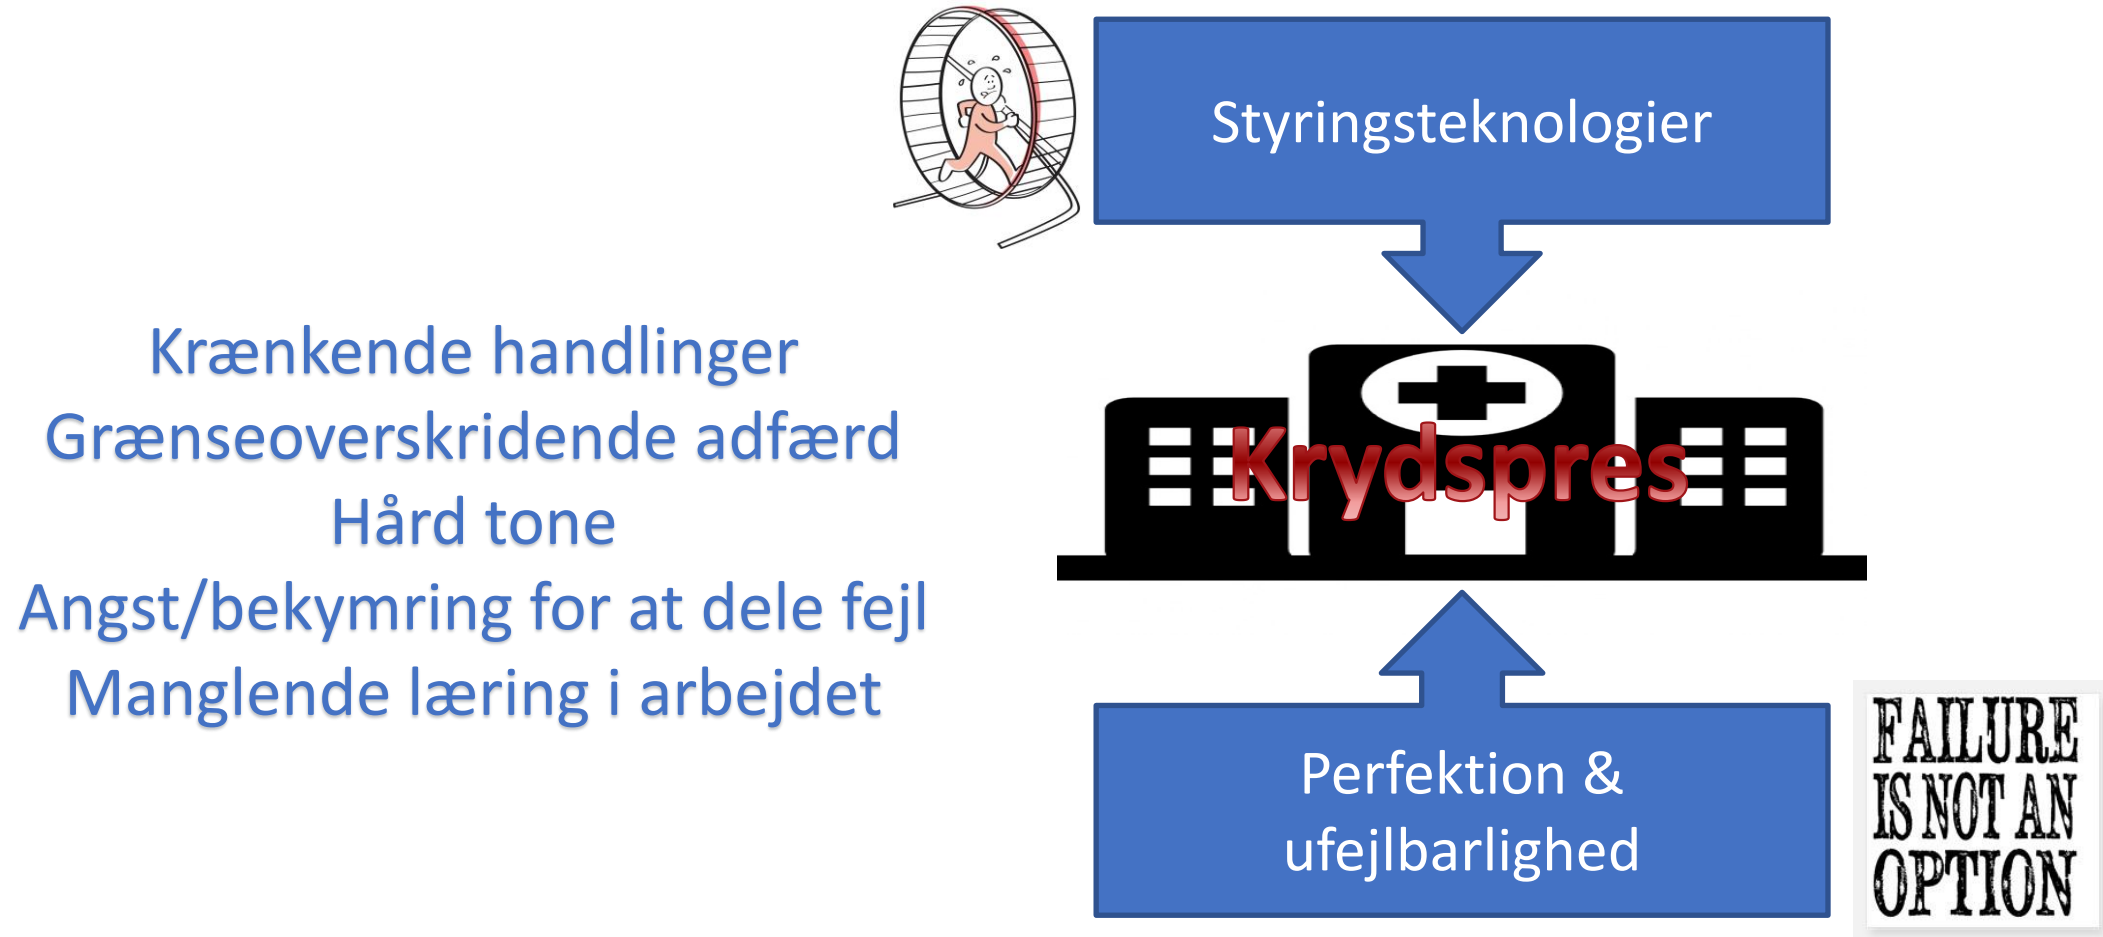 Styringsteknologier
Krænkende handlinger
Grænseoverskridende adfærd
Hård tone
Angst/bekymring for at dele fejl
Manglende læring i arbejdet
Krydspres
Perfektion &
ufejlbarlighed
FAILURE
IS NOT AN
OPTION